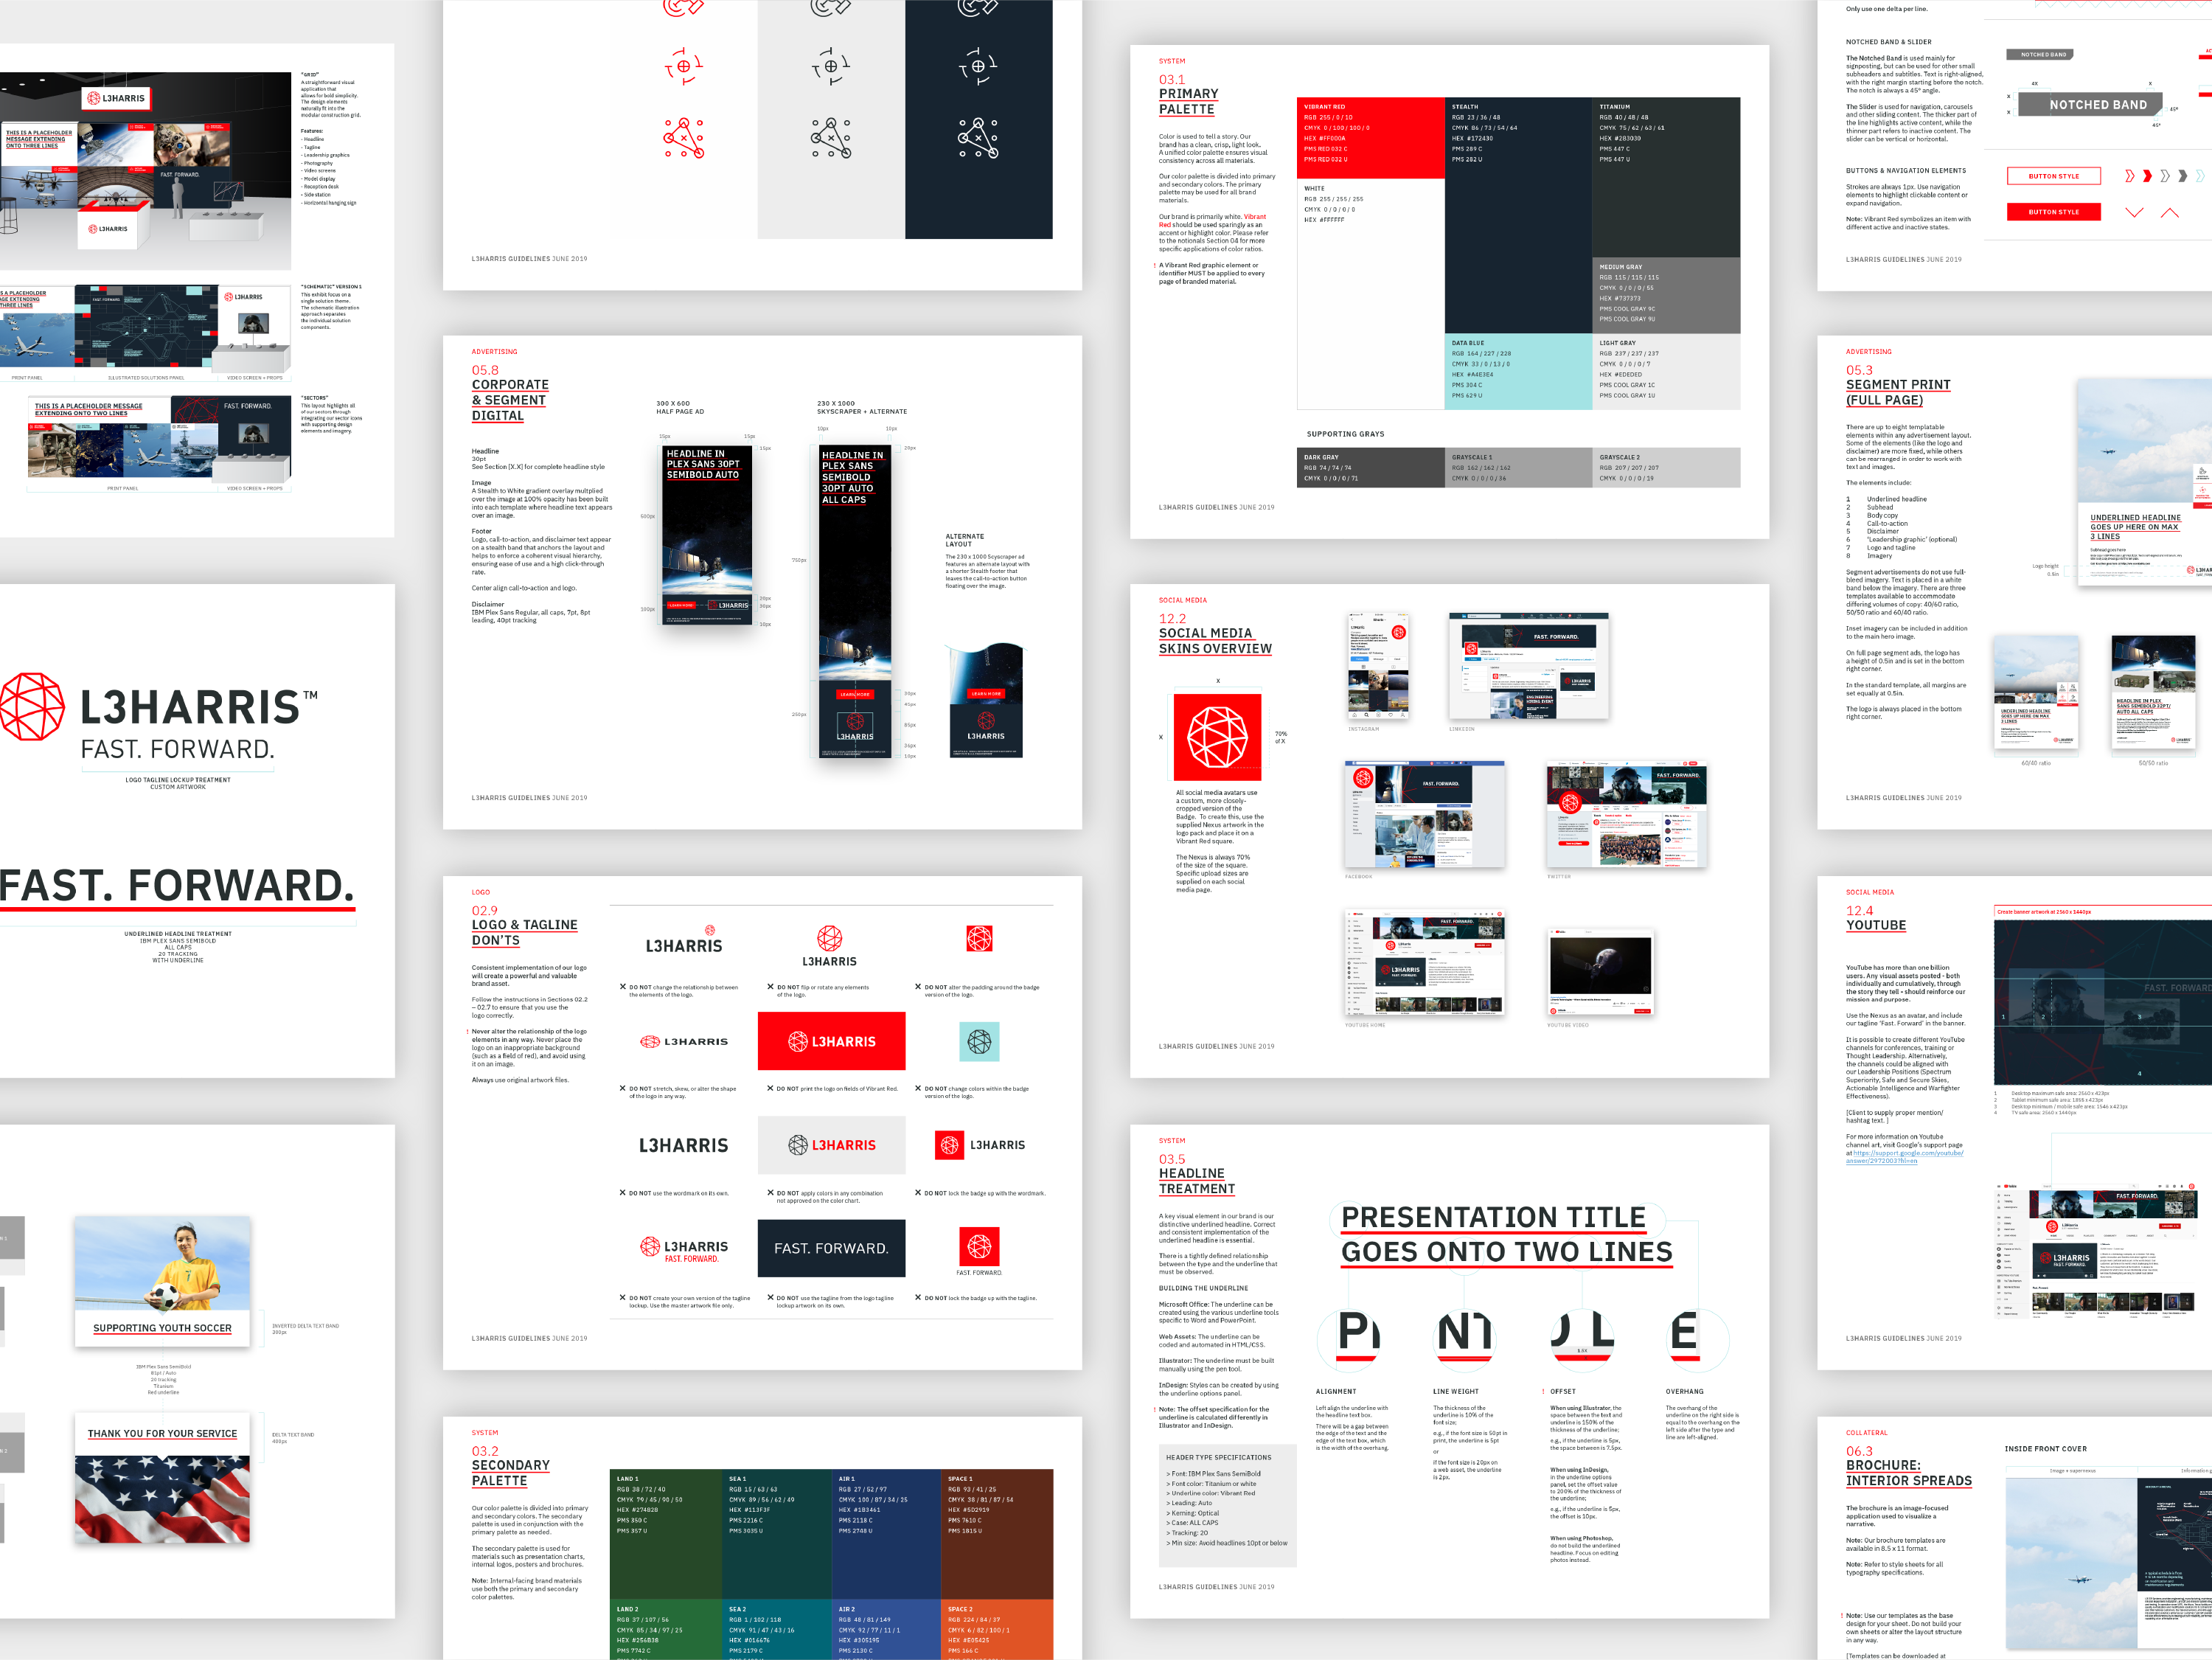 "GRID"
A straightforward visual
application that
allows for bold simplicity.
The design elements
naturally fit into the
modular construction grid.
Features:
- Headline
- Tagline
- Leadership graphics
- Photography
- Video screens
- Model display
- Reception desk
- Side station
- Horizontal hanging sign
L3HARRIS
THIS IS A PLACEHOLDER
MESSAGE EXTENDING
ONTO THREE LINES
FAST. FORWARD.
L3HARRIS
"SCHEMATIC" VERSION 1
This exhibit focus on a
single solution theme.
The schematic illustration
approach separates
the individual solution
components.
FAST. FORWARD.
L3HARRIS
PRINT PANEL
ILLUSTRATED SOLUTIONS PANEL
VIDEO SCREEN + PROPS
"SECTORS"
This layout highlights all
of our sectors through
integrating our sector icons
with supporting design
elements and imagery.
THIS IS A PLACEHOLDER MESSAGE
EXTENDING ONTO TWO LINES
FAST. FORWARD.
PRINT PANEL
VIDEO SCREEN + PROPS
L3HARRIS™
FAST. FORWARD.
LOGO TAGLINE LOCKUP TREATMENT
CUSTOM ARTWORK
FAST. FORWARD.
UNDERLINED HEADLINE TREATMENT
IBM PLEX SANS SEMIBOLD
ALL CAPS
20 TRACKING
WITH UNDERLINE
SUPPORTING YOUTH SOCCER
INVERTED DELTA TEXT BAND
200px
IBM Plex Sans SemiBold
85pt / Auto
20 tracking
Titanium
Red underline
THANK YOU FOR YOUR SERVICE
DELTA TEXT BAND
400px
L3HARRIS GUIDELINES JUNE 2019
ADVERTISING
05.8
CORPORATE
& SEGMENT
DIGITAL
Headline
30pt
See Section [X.X] for complete headline style
Image
A Stealth to White gradient overlay multplied
over the image at 100% opacity has been built
into each template where headline text appears
over an image.
Footer
Logo, call-to-action, and disclaimer text appear
on a stealth band that anchors the layout and
helps to enforce a coherent visual hierarchy,
ensuring ease of use and a high click-through
rate.
Center align call-to-action and logo.
Disclaimer
IBM Plex Sans Regular, all caps, 7pt, 8pt
leading, 40pt tracking
300 X 600
HALF PAGE AD
15px
15px
15px
HEADLINE IN
PLEX SANS 30PT
SEMIBOLD AUTO
600px
LEARN MORE
L3HARRIS
100px
30px
30px
10px
230 X 1000
SKYSCRAPER + ALTERNATE
10px
10px
20px
HEADLINE IN
PLEX SANS
SEMIBOLD
30PT AUTO
ALL CAPS
750px
LEARN MORE
L3HARRIS
250px
30px
45px
85px
36px
10px
ALTERNATE
LAYOUT
The 230 x 1000 Scyscraper ad
features an alternate layout with
a shorter Stealth footer that
leaves the call-to-action button
floating over the image.
LEARN MORE
L3HARRIS
L3HARRIS GUIDELINES JUNE 2019
LOGO
02.9
LOGO & TAGLINE
DON'TS
Consistent implementation of our logo
will create a powerful and valuable
brand asset.
Follow the instructions in Sections 02.2
– 02.7 to ensure that you use the
logo correctly.
! Never alter the relationship of the logo
elements in any way. Never place the
logo on an inappropriate background
(such as a field of red), and avoid using
it on an image.
Always use original artwork files.
L3HARRIS
L3HARRIS
X DO NOT change the relationship between
the elements of the logo.
X DO NOT flip or rotate any elements
of the logo.
X DO NOT alter the padding around the badge
version of the logo.
L3HARRIS
L3HARRIS
X DO NOT stretch, skew, or alter the shape
of the logo in any way.
X DO NOT print the logo on fields of Vibrant Red.
X DO NOT change colors within the badge
version of the logo.
L3HARRIS
L3HARRIS
L3HARRIS
X DO NOT use the wordmark on its own.
X DO NOT apply colors in any combination
not approved on the color chart.
X DO NOT lock the badge up with the wordmark.
L3HARRIS
FAST. FORWARD.
FAST. FORWARD.
FAST. FORWARD.
X DO NOT create your own version of the tagline
lockup. Use the master artwork file only.
X DO NOT use the tagline from the logo tagline
lockup artwork on its own.
X DO NOT lock the badge up with the tagline.
L3HARRIS GUIDELINES JUNE 2019
SYSTEM
03.2
SECONDARY
PALETTE
Our color palette is divided into primary
and secondary colors. The secondary
palette is used in conjunction with the
primary palette as needed.
The secondary palette is used for
materials such as presentation charts,
internal logos, posters and brochures.
Note: Internal-facing brand materials
use both the primary and secondary
color palettes.
LAND 1
RGB 38 / 72 / 40
CMYK 79 / 45 / 90 / 50
HEX #274828
PMS 350 C
PMS 357 U
SEA 1
RGB 15 / 63 / 63
CMYK 89 / 56 / 62 / 49
HEX #113F3F
PMS 2216 C
PMS 3035 U
AIR 1
RGB 27 / 52 / 97
CMYK 100 / 87 / 34 / 25
HEX #1B3461
PMS 2118 C
PMS 2748 U
SPACE 1
RGB 93 / 41 / 25
CMYK 38 / 81 / 87 / 54
HEX #5D2919
PMS 7610 C
PMS 1815 U
LAND 2
RGB 37 / 107 / 56
CMYK 85 / 34 / 97 / 25
HEX #256B38
PMS 7742 C
SEA 2
RGB 1 / 102 / 118
CMYK 91 / 47 / 43 / 16
HEX #016676
PMS 2179 C
AIR 2
RGB 48 / 81 / 149
CMYK 92 / 77 / 11 / 1
HEX #305195
PMS 2130 C
SPACE 2
RGB 224 / 84 / 37
CMYK 6 / 82 / 100 / 1
HEX #E05425
PMS 166 C
SYSTEM
03.1
PRIMARY
PALETTE
Color is used to tell a story. Our
brand has a clean, crisp, light look.
A unified color palette ensures visual
consistency across all materials.
Our color palette is divided into primary
and secondary colors. The primary
palette may be used for all brand
materials.
Our brand is primarily white. Vibrant
Red should be used sparingly as an
accent or highlight color. Please refer
to the notionals Section 04 for more
specific applications of color ratios.
! A Vibrant Red graphic element or
identifier MUST be applied to every
page of branded material.
VIBRANT RED
RGB 255 / 0 / 10
CMYK 0 / 100 / 100 / 0
HEX #FF000A
PMS RED 032 C
PMS RED 032 U
WHITE
RGB 255 / 255 / 255
CMYK 0 / 0 / 0 / 0
HEX #FFFFFF
STEALTH
RGB 23 / 36 / 48
CMYK 86 / 73 / 54 / 64
HEX #172430
PMS 289 C
PMS 282 U
TITANIUM
RGB 40 / 48 / 48
CMYK 75 / 62 / 63 / 61
HEX #283030
PMS 447 C
PMS 447 U
MEDIUM GRAY
RGB 115 / 115 / 115
CMYK 0 / 0 / 0 / 55
HEX #737373
PMS COOL GRAY 9C
PMS COOL GRAY 9U
DATA BLUE
RGB 164 / 227 / 228
CMYK 33 / 0 / 13 / 0
HEX #A4E3E4
PMS 304 C
PMS 629 U
LIGHT GRAY
RGB 237 / 237 / 237
CMYK 0 / 0 / 0 / 7
HEX #EDEDED
PMS COOL GRAY 1C
PMS COOL GRAY 1U
SUPPORTING GRAYS
DARK GRAY
RGB 74 / 74 / 74
CMYK 0 / 0 / 0 / 71
GRAYSCALE 1
RGB 162 / 162 / 162
CMYK 0 / 0 / 0 / 36
GRAYSCALE 2
RGB 207 / 207 / 207
CMYK 0 / 0 / 0 / 19
L3HARRIS GUIDELINES JUNE 2019
SOCIAL MEDIA
12.2
SOCIAL MEDIA
SKINS OVERVIEW
X
X
70%
of X
All social media avatars use
a custom, more closely-
cropped version of the
Badge. To create this, use the
supplied Nexus artwork in the
logo pack and place it on a
Vibrant Red square.
The Nexus is always 70%
of the size of the square.
Specific upload sizes are
supplied on each social
media page.
INSTAGRAM
FAST. FORWARD.
LINKEDIN
FAST. FORWARD.
FACEBOOK
FAST. FORWARD.
TWITTER
FAST. FORWARD.
L3HARRIS
YOUTUBE HOME
YOUTUBE VIDEO
L3HARRIS GUIDELINES JUNE 2019
SYSTEM
03.5
HEADLINE
TREATMENT
A key visual element in our brand is our
distinctive underlined headline. Correct
and consistent implementation of the
underlined headline is essential.
There is a tightly defined relationship
between the type and the underline that
must be observed.
BUILDING THE UNDERLINE
Microsoft Office: The underline can be
created using the various underline tools
specific to Word and PowerPoint.
Web Assets: The underline can be
coded and automated in HTML/CSS.
Illustrator: The underline must be built
manually using the pen tool.
InDesign: Styles can be created by using
the underline options panel.
! Note: The offset specification for the
underline is calculated differently in
Illustrator and InDesign.
HEADER TYPE SPECIFICATIONS
> Font: IBM Plex Sans SemiBold
> Font color: Titanium or white
> Underline color: Vibrant Red
> Leading: Auto
> Kerning: Optical
> Case: ALL CAPS
> Tracking: 20
> Min size: Avoid headlines 10pt or below
PRESENTATION TITLE
GOES ONTO TWO LINES
ALIGNMENT
Left align the underline with
the headline text box.
There will be a gap between
the edge of the text and the
edge of the text box, which
is the width of the overhang.
LINE WEIGHT
The thickness of the
underline is 10% of the
font size;
e.g., if the font size is 50pt in
print, the underline is 5pt
or
if the font size is 20px on
a web asset, the underline
is 2px.
! OFFSET
When using Illustrator, the
space between the text and
underline is 150% of the
thickness of the underline;
e.g., if the underline is 5px,
the space between is 7.5px.
When using InDesign,
in the underline options
panel, set the offset value
to 200% of the thickness of
the underline;
e.g., if the underline is 5px,
the offset is 10px.
When using Photoshop,
do not build the underlined
headline. Focus on editing
photos instead.
OVERHANG
The overhang of the
underline on the right side is
equal to the overhang on the
left side after the type and
line are left-aligned.
L3HARRIS GUIDELINES JUNE 2019
Only use one delta per line.
NOTCHED BAND & SLIDER
The Notched Band is used mainly for
signposting, but can be used for other small
subheaders and subtitles. Text is right-aligned,
with the right margin starting before the notch.
The notch is always a 45° angle.
The Slider is used for navigation, carousels
and other sliding content. The thicker part of
the line highlights active content, while the
thinner part refers to inactive content. The
slider can be vertical or horizontal.
NOTCHED BAND
4X
X
X
X
NOTCHED BAND
45°
45°
BUTTONS & NAVIGATION ELEMENTS
Strokes are always 1px. Use navigation
elements to highlight clickable content or
expand navigation.
Note: Vibrant Red symbolizes an item with
different active and inactive states.
BUTTON STYLE
BUTTON STYLE
L3HARRIS GUIDELINES JUNE 2019
ADVERTISING
05.3
SEGMENT PRINT
(FULL PAGE)
There are up to eight templatable
elements within any advertisement layout.
Some of the elements (like the logo and
disclaimer) are more fixed, while others
can be rearranged in order to work with
text and images.
The elements include:
1 Underlined headline
2 Subhead
3 Body copy
4 Call-to-action
5 Disclaimer
6 'Leadership graphic' (optional)
7 Logo and tagline
8 Imagery
Segment advertisements do not use full-
bleed imagery. Text is placed in a white
band below the imagery. There are three
templates available to accommodate
differing volumes of copy: 40/60 ratio,
50/50 ratio and 60/40 ratio.
Inset imagery can be included in addition
to the main hero image.
On full page segment ads, the logo has
a height of 0.5in and is set in the bottom
right corner.
In the standard template, all margins are
set equally at 0.5in.
The logo is always placed in the bottom
right corner.
UNDERLINED HEADLINE
GOES UP HERE ON MAX
3 LINES
Subhead goes here
Logo height
0.5in
UNDERLINED HEADLINE
GOES UP HERE ON MAX
3 LINES
60/40 ratio
HEADLINE IN PLEX
SANS SEMIBOLD 32PT/
AUTO ALL CAPS
50/50 ratio
L3HARRIS GUIDELINES JUNE 2019
SOCIAL MEDIA
12.4
YOUTUBE
YouTube has more than one billion
users. Any visual assets posted - both
individually and cumulatively, through
the story they tell - should reinforce our
mission and purpose.
Use the Nexus as an avatar, and include
our tagline 'Fast. Forward' in the banner.
It is possible to create different YouTube
channels for conferences, training or
Thought Leadership. Alternatively,
the channels could be aligned with
our Leadership Positions (Spectrum
Superiority, Safe and Secure Skies,
Actionable Intelligence and Warfighter
Effectiveness).
[Client to supply proper mention/
hashtag text. ]
For more information on Youtube
channel art, visit Google's support page
at https://support.google.com/youtube/
answer/2972003?hl=en
Create banner artwork at 2560 x 1440px
FAST. FORWARD
1
2
3
4
1 Desktop maximum safe area: 2560 x 423px
2 Tablet minimum safe area: 1855 x 423px
3 Desktop minimum / mobile safe area: 1546 x 423px
4 TV safe area: 2560 x 1440px
FAST. FORWARD.
L3HARRIS
FAST. FORWARD.
L3HARRIS GUIDELINES JUNE 2019
COLLATERAL
06.3
BROCHURE:
INTERIOR SPREADS
The brochure is an image-focused
application used to visualize a
narrative.
Note: Our brochure templates are
available in 8.5 x 11 format.
Note: Refer to style sheets for all
typography specifications.
! Note: Use our templates as the base
design for your sheet. Do not build your
own sheets or alter the layout structure
in any way.
[Templates can be downloaded at
INSIDE FRONT COVER
Image + supernexus